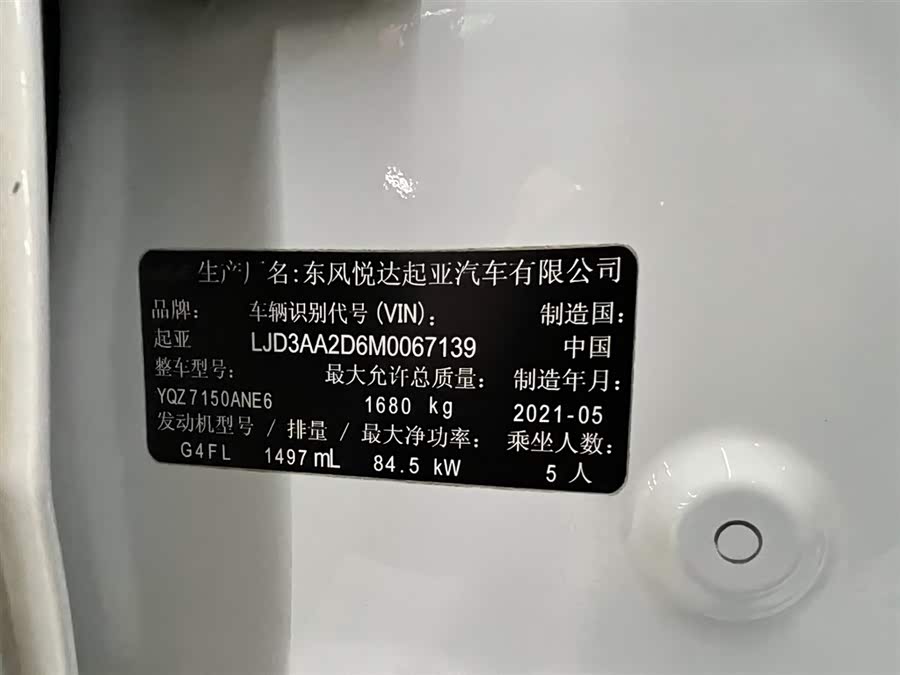 生产厂名:东风悦达起亚汽车有限公司
品牌: 车辆识别代号(VIN): 制造国:
起亚 LJD3AA2D6M0067139 中国
整车型号: 最大允许总质量: 制造年月:
YQZ7150ANE6 1680 kg 2021-05
发动机型号 / 排量 / 最大净功率: 乘坐人数:
G4FL 1497mL 84.5 kW 5 人